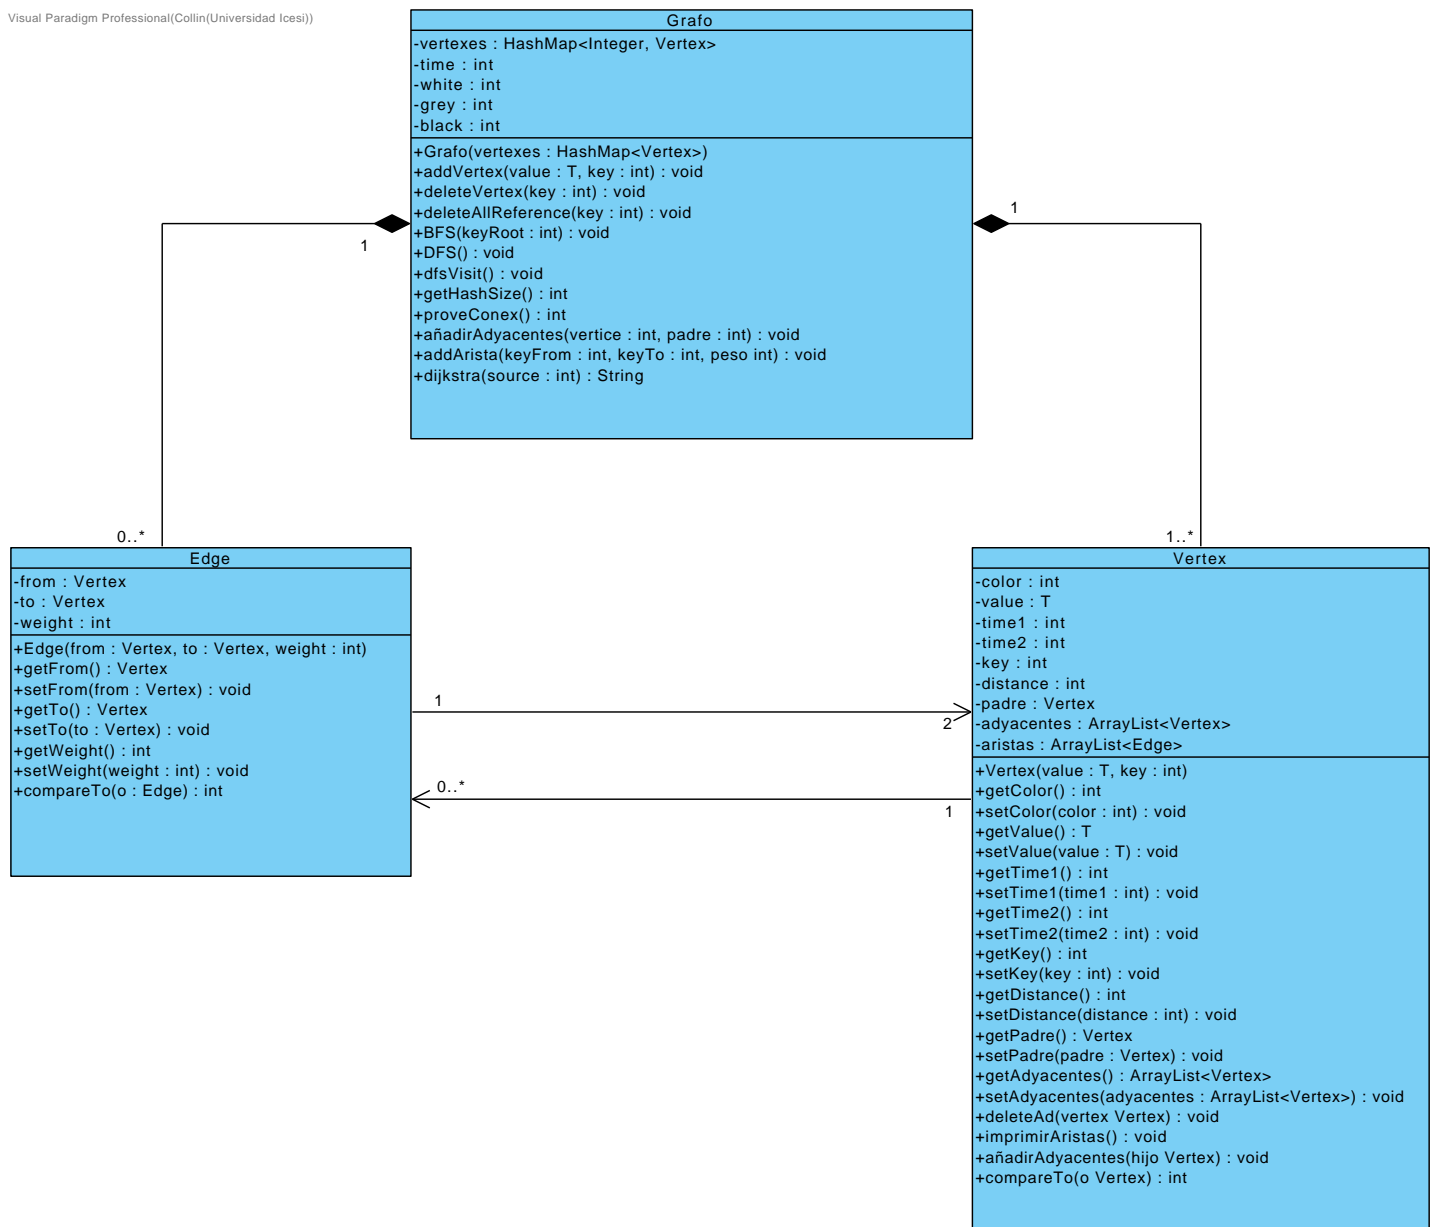 Visual Paradigm Professional(Collin(Universidad Icesi))
Grafo
-vertexes : HashMap<Integer, Vertex>
-time : int
-white : int
-grey : int
-black : int
+Grafo(vertexes : HashMap<Vertex>)
+addVertex(value : T, key : int) : void
+deleteVertex(key : int) : void
+deleteAllReference(key : int) : void
+BFS(keyRoot : int) : void
+DFS() : void
+dfsVisit() : void
+getHashSize() : int
+proveConex() : int
+añadirAdyacentes(vertice : int, padre : int) : void
+addArista(keyFrom : int, keyTo : int, peso int) : void
+dijkstra(source : int) : String
1
1
0..*
1..*
Edge
-from : Vertex
-to : Vertex
-weight : int
+Edge(from : Vertex, to : Vertex, weight : int)
+getFrom() : Vertex
+setFrom(from : Vertex) : void
+getTo() : Vertex
+setTo(to : Vertex) : void
+getWeight() : int
+setWeight(weight : int) : void
+compareTo(o : Edge) : int
1
2
0..*
1
Vertex
-color : int
-value : T
-time1 : int
-time2 : int
-key : int
-distance : int
-padre : Vertex
-adyacentes : ArrayList<Vertex>
-aristas : ArrayList<Edge>
+Vertex(value : T, key : int)
+getColor() : int
+setColor(color : int) : void
+getValue() : T
+setValue(value : T) : void
+getTime1() : int
+setTime1(time1 : int) : void
+getTime2() : int
+setTime2(time2 : int) : void
+getKey() : int
+setKey(key : int) : void
+getDistance() : int
+setDistance(distance : int) : void
+getPadre() : Vertex
+setPadre(padre : Vertex) : void
+getAdyacentes() : ArrayList<Vertex>
+setAdyacentes(adyacentes : ArrayList<Vertex>) : void
+deleteAd(vertex Vertex) : void
+imprimirAristas() : void
+añadirAdyacentes(hijo Vertex) : void
+compareTo(o Vertex) : int